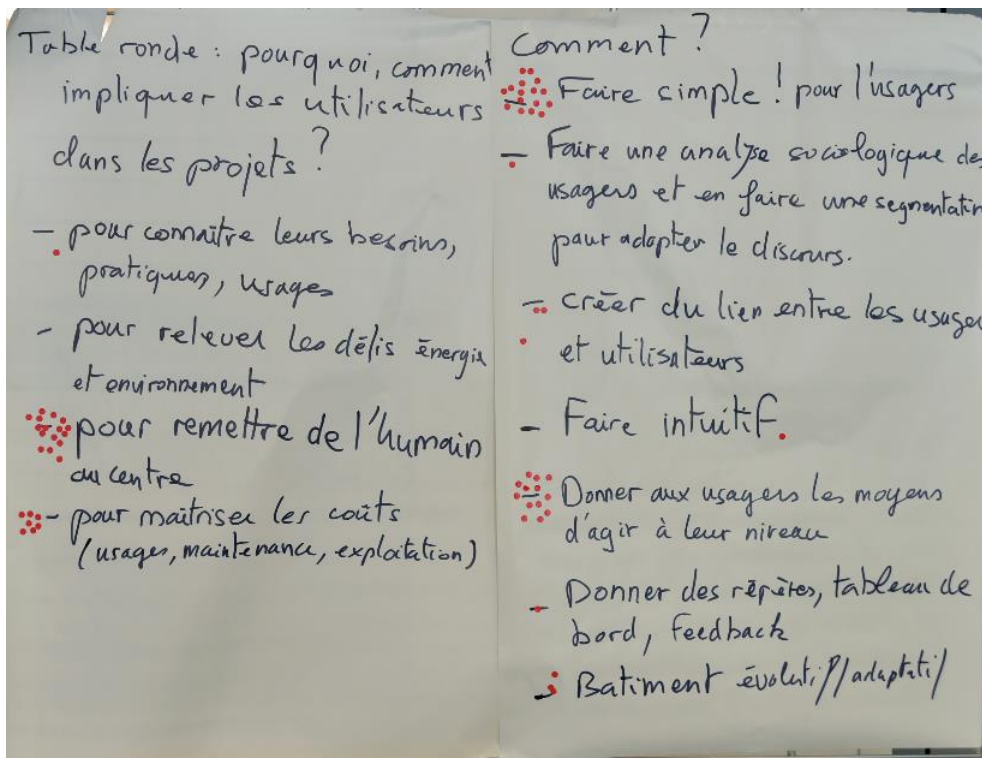 Table ronde : pourquoi, comment
impliquer les utilisateurs
dans les projets ?
- pour connaître leurs besoins,
pratiques, usages
- pour relever les défis énergie
et environnement
- pour remettre de l'humain
au centre
- pour maîtriser les coûts
(usages, maintenance, exploitation)
Comment ?
- Faire simple ! pour l'usagers
- Faire une analyse sociologique des
usagers et en faire une segmentation
pour adapter le discours.
- créer du lien entre les usagers
et utilisateurs
- Faire intuitif.
- Donner aux usagers les moyens
d'agir à leur niveau
- Donner des répères, tableau de
bord, feedback
- Batiment évolutif/adaptatif